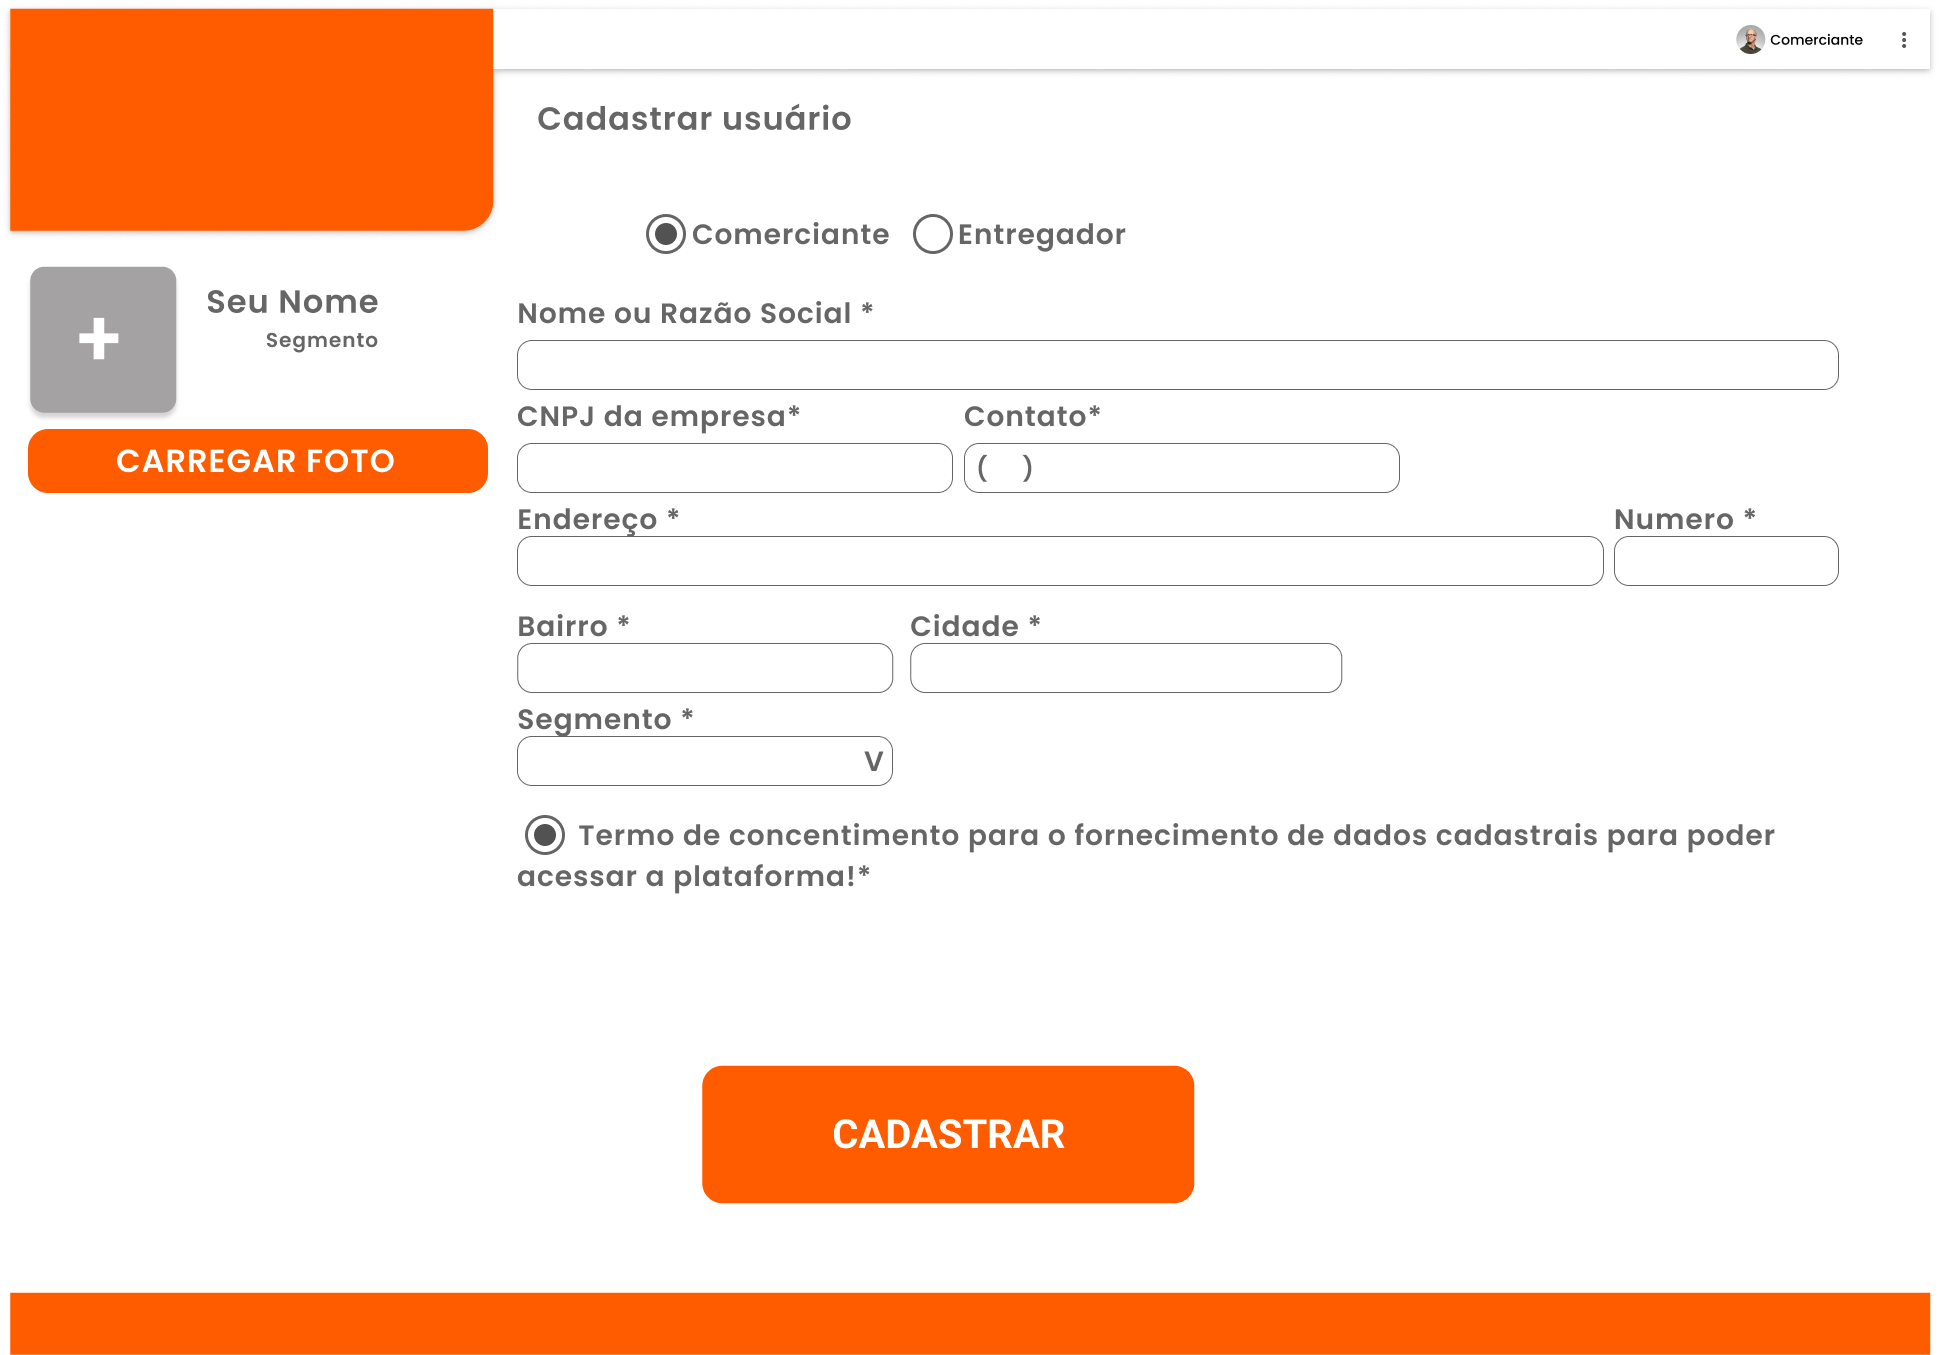 Comerciante
Cadastrar usuário
Comerciante Entregador
Seu Nome
Segmento
CARREGAR FOTO
Nome ou Razão Social *
CNPJ da empresa* Contato*
( )
Endereço * Numero *
Bairro * Cidade *
Segmento *
V
Termo de concentimento para o fornecimento de dados cadastrais para poder
acessar a plataforma!*
CADASTRAR